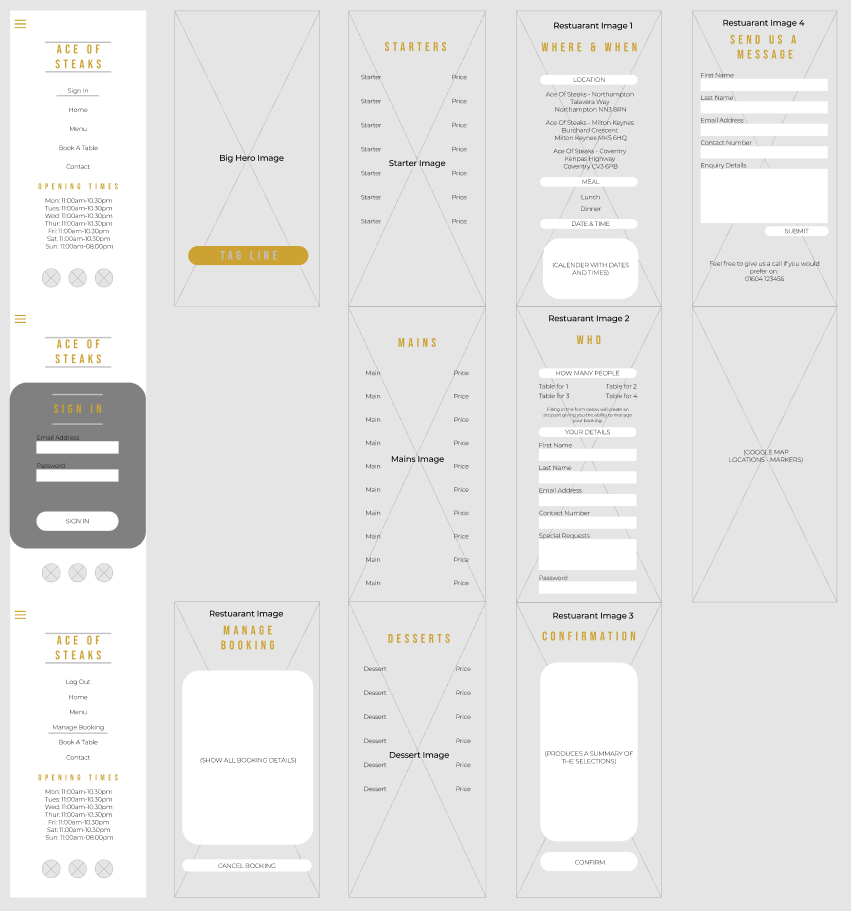 ACE OF
STEAKS
Sign In
Home
Menu
Book A Table
Contact
OPENING TIMES
Mon: 11:00am-10.30pm
Tues: 11:00am-10.30pm
Wed: 11:00am-10.30pm
Thur: 11:00am-10.30pm
Fri: 11:00am-10.30pm
Sat: 11:00am-10.30pm
Sun: 11:00am-08.00pm
Big Hero Image
TAG LINE
STARTERS
Starter Price
Starter Price
Starter Price
Starter Price
Starter Image
Starter Price
Starter Price
Starter Price
Restuarant Image 1
WHERE & WHEN
LOCATION
Ace Of Steaks - Northampton
Talavera Way
Northampton NN3 8RN
Ace Of Steaks - Milton Keynes
Burchard Crescent
Milton Keynes MK5 6HQ
Ace Of Steaks - Coventry
Kenpas Highway
Coventry CV3 6PB
MEAL
Lunch
Dinner
DATE & TIME
(CALENDER WITH DATES
AND TIMES)
Restuarant Image 4
SEND US A
MESSAGE
First Name
Last Name
Email Address
Contact Number
Enquiry Details
SUBMIT
Feel free to give us a call if you would
prefer on:
01604 123456
ACE OF
STEAKS
SIGN IN
Email Address
Password
SIGN IN
MAINS
Main Price
Main Price
Main Price
Main Price
Mains Image
Main Price
Main Price
Main Price
Main Price
Main Price
Main Price
Restuarant Image 2
WHO
HOW MANY PEOPLE
Table for 1 Table for 2
Table for 3 Table for 4
Filling in the form below will create an
account giving you the ability to manage
your booking.
YOUR DETAILS
First Name
Last Name
Email Address
Contact Number
Special Requests
Password
(GOOGLE MAP
LOCATIONS - MARKERS)
ACE OF
STEAKS
Log Out
Home
Menu
Manage Booking
Book A Table
Contact
OPENING TIMES
Mon: 11:00am-10.30pm
Tues: 11:00am-10.30pm
Wed: 11:00am-10.30pm
Thur: 11:00am-10.30pm
Fri: 11:00am-10.30pm
Sat: 11:00am-10.30pm
Sun: 11:00am-08.00pm
Restuarant Image
MANAGE
BOOKING
(SHOW ALL BOOKING DETAILS)
CANCEL BOOKING
DESSERTS
Dessert Price
Dessert Price
Dessert Price
Dessert Price
Dessert Image
Dessert Price
Dessert Price
Restuarant Image 3
CONFIRMATION
(PRODUCES A SUMMARY OF
THE SELECTIONS)
CONFIRM